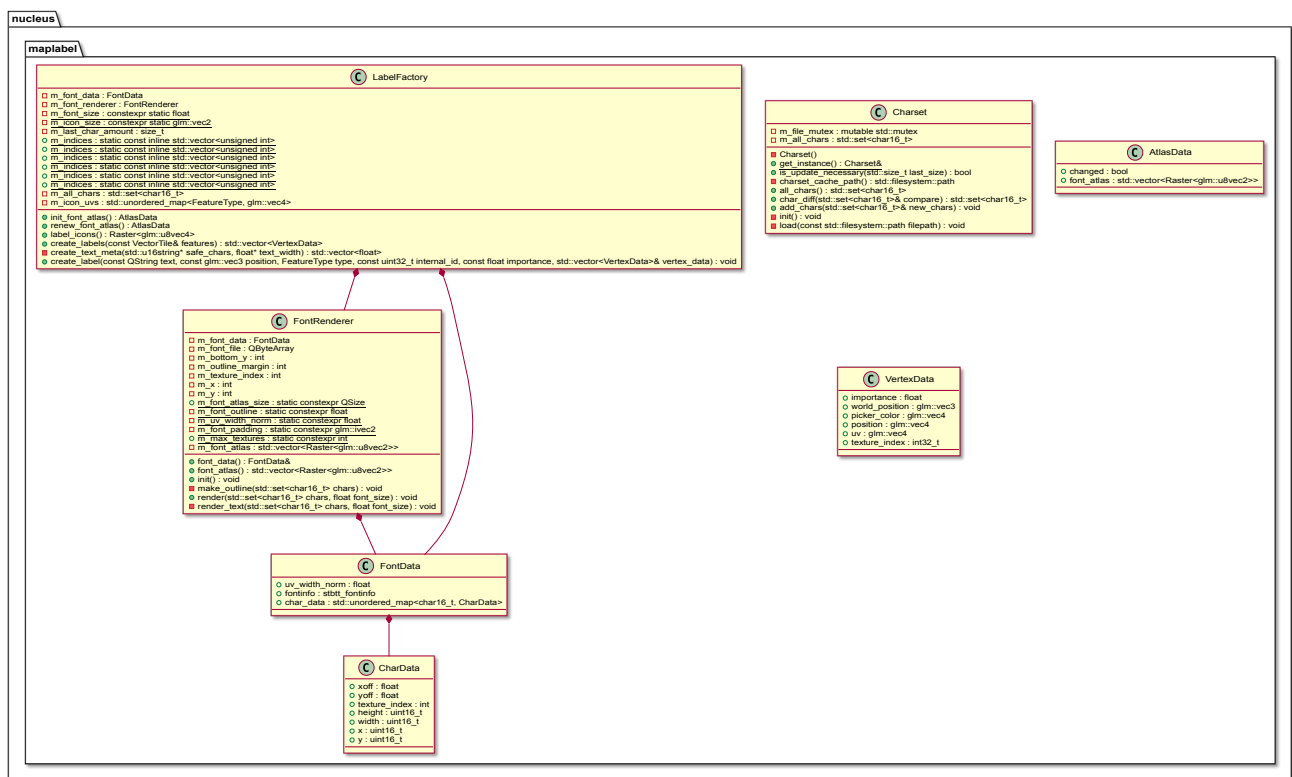 nucleus
maplabel
C LabelFactory
m_font_data : FontData
m_font_renderer : FontRenderer
m_font_size : constexpr static float
m_icon_size : constexpr static glm::vec2
m_last_char_amount : size_t
m_indices : static const inline std::vector<unsigned int>
m_indices : static const inline std::vector<unsigned int>
m_indices : static const inline std::vector<unsigned int>
m_indices : static const inline std::vector<unsigned int>
m_indices : static const inline std::vector<unsigned int>
m_indices : static const inline std::vector<unsigned int>
m_all_chars : std::set<char16_t>
m_icon_uvs : std::unordered_map<FeatureType, glm::vec4>
init_font_atlas() : AtlasData
renew_font_atlas() : AtlasData
label_icons() : Raster<glm::u8vec4>
create_labels(const VectorTile& features) : std::vector<VertexData>
create_text_meta(std::u16string* safe_chars, float* text_width) : std::vector<float>
create_label(const QString text, const glm::vec3 position, FeatureType type, const uint32_t internal_id, const float importance, std::vector<VertexData>& vertex_data) : void
C Charset
m_file_mutex : mutable std::mutex
m_all_chars : std::set<char16_t>
Charset()
get_instance() : Charset&
is_update_necessary(std::size_t last_size) : bool
charset_cache_path() : std::filesystem::path
all_chars() : std::set<char16_t>
char_diff(std::set<char16_t>& compare) : std::set<char16_t>
add_chars(std::set<char16_t>& new_chars) : void
init() : void
load(const std::filesystem::path filepath) : void
C AtlasData
changed : bool
font_atlas : std::vector<Raster<glm::u8vec2>>
C FontRenderer
m_font_data : FontData
m_font_file : QByteArray
m_bottom_y : int
m_outline_margin : int
m_texture_index : int
m_x : int
m_y : int
m_font_atlas_size : static constexpr QSize
m_font_outline : static constexpr float
m_uv_width_norm : static constexpr float
m_font_padding : static constexpr glm::ivec2
m_max_textures : static constexpr int
m_font_atlas : std::vector<Raster<glm::u8vec2>>
font_data() : FontData&
font_atlas() : std::vector<Raster<glm::u8vec2>>
init() : void
make_outline(std::set<char16_t> chars) : void
render(std::set<char16_t> chars, float font_size) : void
render_text(std::set<char16_t> chars, float font_size) : void
C VertexData
importance : float
world_position : glm::vec3
picker_color : glm::vec4
position : glm::vec4
uv : glm::vec4
texture_index : int32_t
C FontData
uv_width_norm : float
fontinfo : stbtt_fontinfo
char_data : std::unordered_map<char16_t, CharData>
C CharData
xoff : float
yoff : float
texture_index : int
height : uint16_t
width : uint16_t
x : uint16_t
y : uint16_t